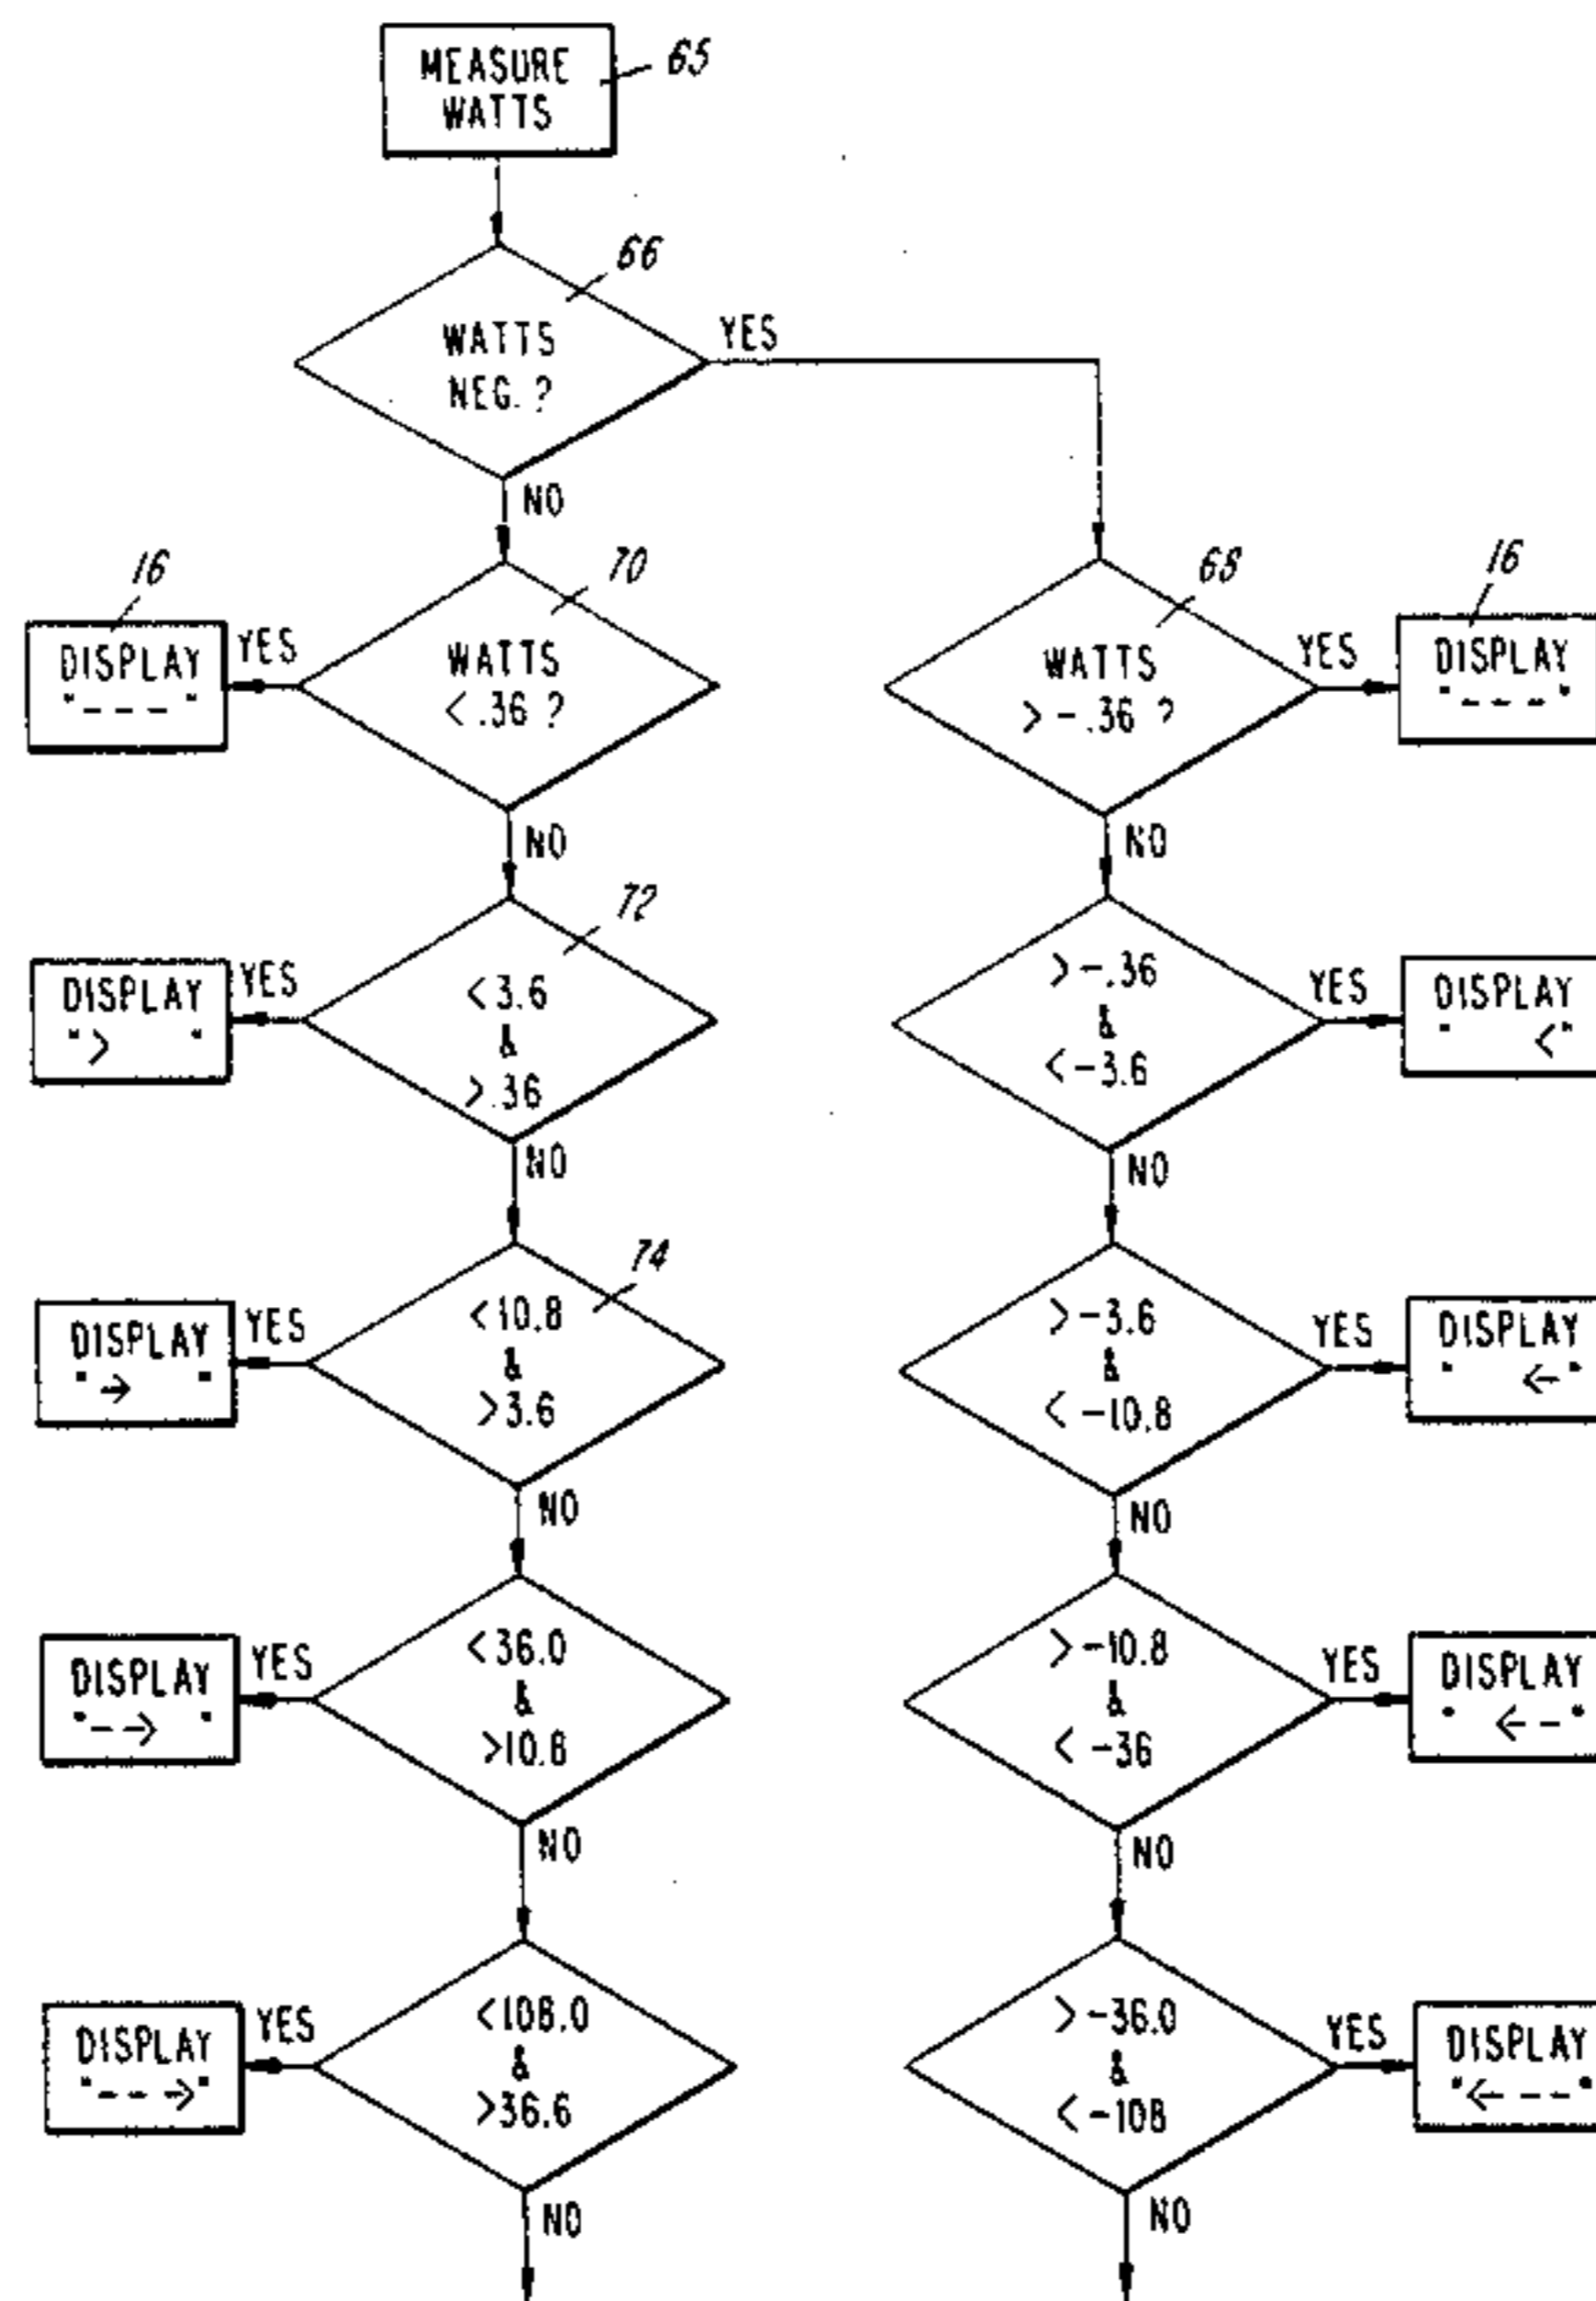 MEASURE
WATTS
65
66
WATTS
NEG. ?
YES
NO
16
DISPLAY
"---"
YES
70
WATTS
< .36 ?
NO
68
WATTS
> -.36 ?
YES
16
DISPLAY
"---"
NO
72
<3.6
&
>.36
YES
DISPLAY
"> "
NO
>-.36
&
<-3.6
YES
DISPLAY
" <"
NO
74
<10.8
&
>3.6
YES
DISPLAY
"→ "
NO
>-3.6
&
<-10.8
YES
DISPLAY
" <-"
NO
<36.0
&
>10.8
YES
DISPLAY
"--> "
NO
>-10.8
&
<-36
YES
DISPLAY
" <--"
NO
<108.0
&
>36.6
YES
DISPLAY
"--->"
NO
>-36.0
&
<-108
YES
DISPLAY
"<---"
NO